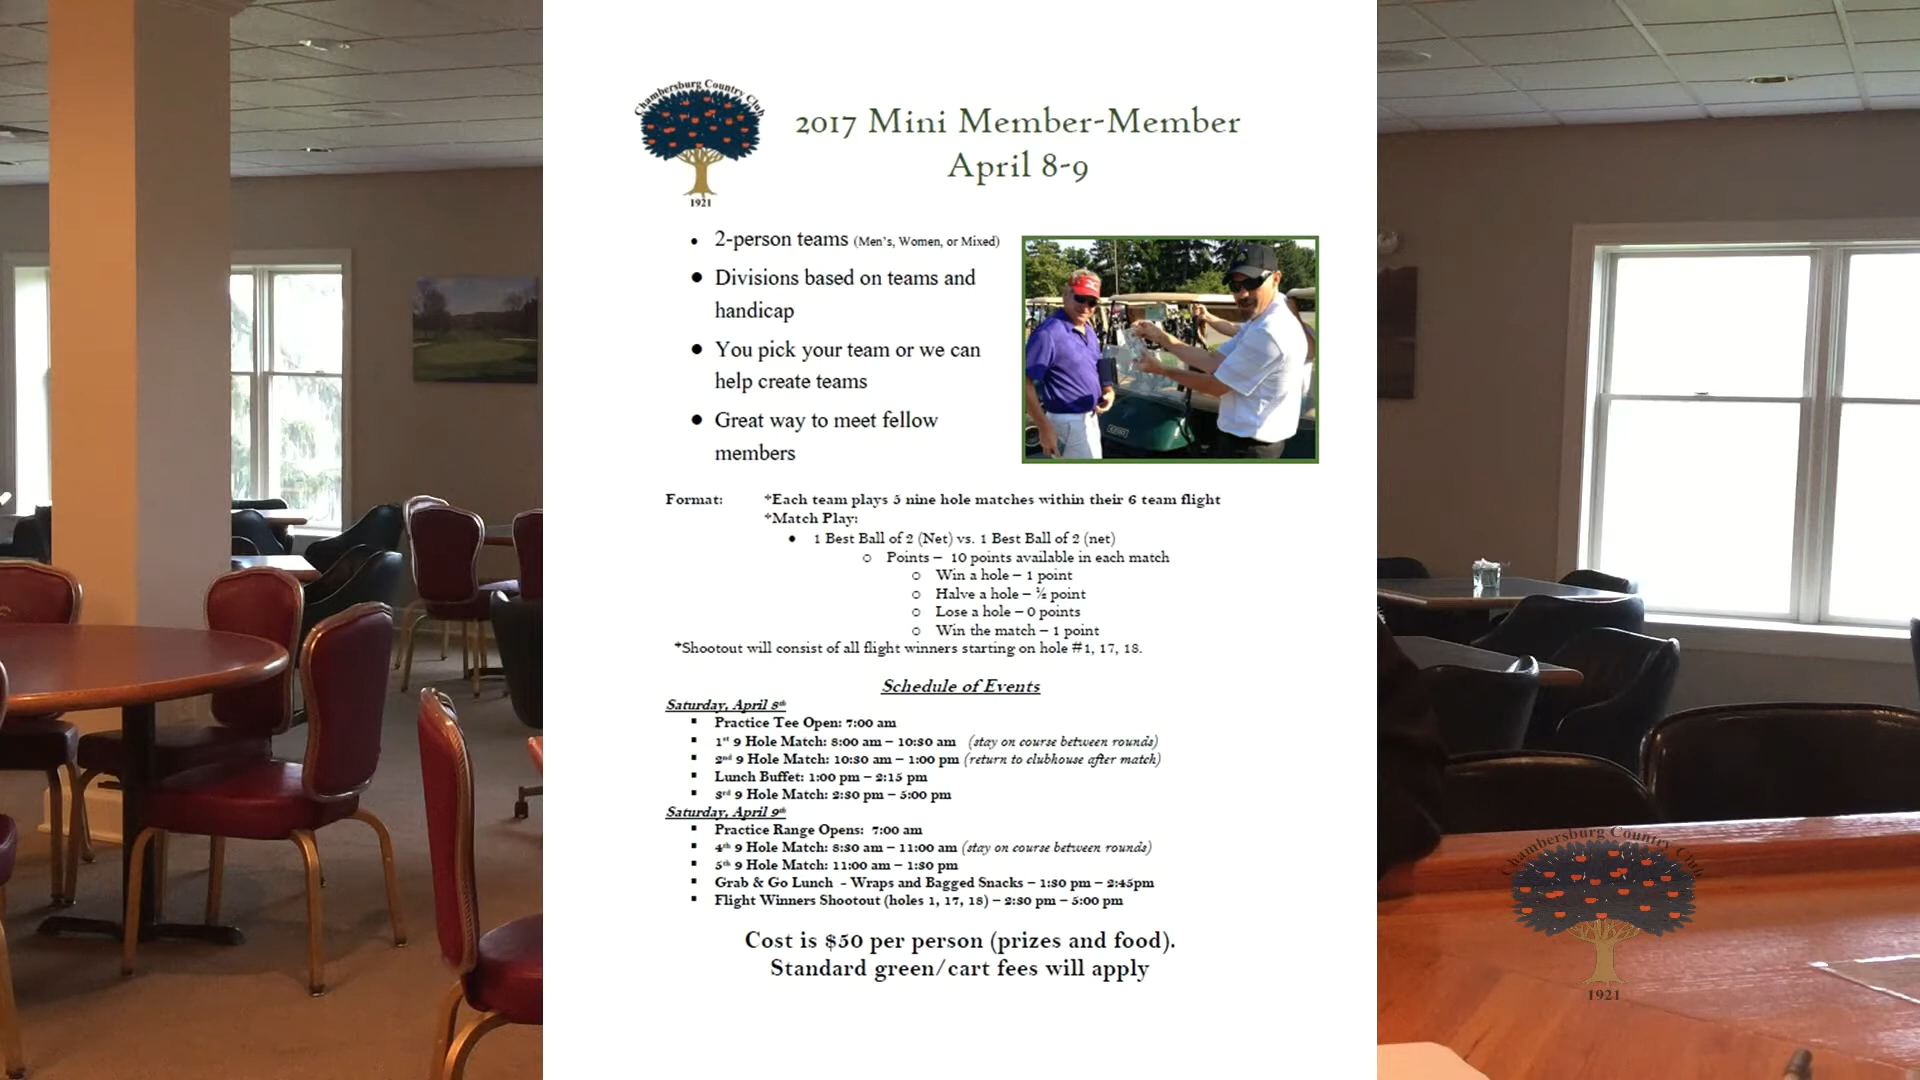 Chambersburg Country Club
1921
2017 Mini Member-Member
April 8-9
• 2-person teams (Men's, Women, or Mixed)
• Divisions based on teams and
handicap
• You pick your team or we can
help create teams
• Great way to meet fellow
members
Format: *Each team plays 5 nine hole matches within their 6 team flight
*Match Play:
• 1 Best Ball of 2 (Net) vs. 1 Best Ball of 2 (net)
o Points – 10 points available in each match
o Win a hole – 1 point
o Halve a hole – ½ point
o Lose a hole – 0 points
o Win the match – 1 point
*Shootout will consist of all flight winners starting on hole #1, 17, 18.
Schedule of Events
Saturday, April 8th
▪ Practice Tee Open: 7:00 am
▪ 1st 9 Hole Match: 8:00 am – 10:30 am (stay on course between rounds)
▪ 2nd 9 Hole Match: 10:30 am – 1:00 pm (return to clubhouse after match)
▪ Lunch Buffet: 1:00 pm – 2:15 pm
▪ 3rd 9 Hole Match: 2:30 pm – 5:00 pm
Saturday, April 9th
▪ Practice Range Opens: 7:00 am
▪ 4th 9 Hole Match: 8:30 am – 11:00 am (stay on course between rounds)
▪ 5th 9 Hole Match: 11:00 am – 1:30 pm
▪ Grab & Go Lunch - Wraps and Bagged Snacks – 1:30 pm – 2:45pm
▪ Flight Winners Shootout (holes 1, 17, 18) – 2:30 pm – 5:00 pm
Cost is $50 per person (prizes and food).
Standard green/cart fees will apply
Chambersburg Country Club
1921